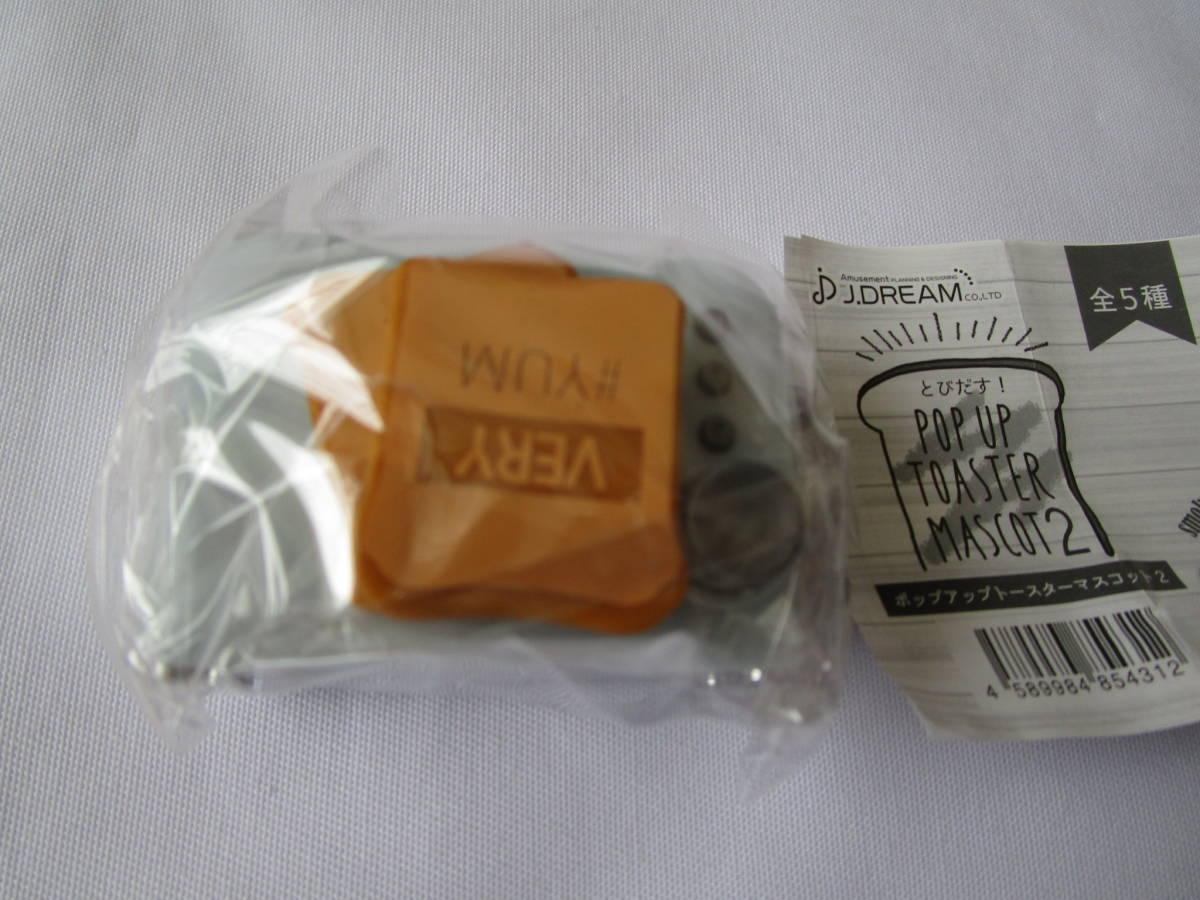 VERY
#YUM
Amusement PLANNING & DESIGNING
J.DREAM CO.,LTD
全5種
とびだす!
POP UP
TOASTER
MASCOT2
ポップアップトースターマスコット2
4 589984 854312